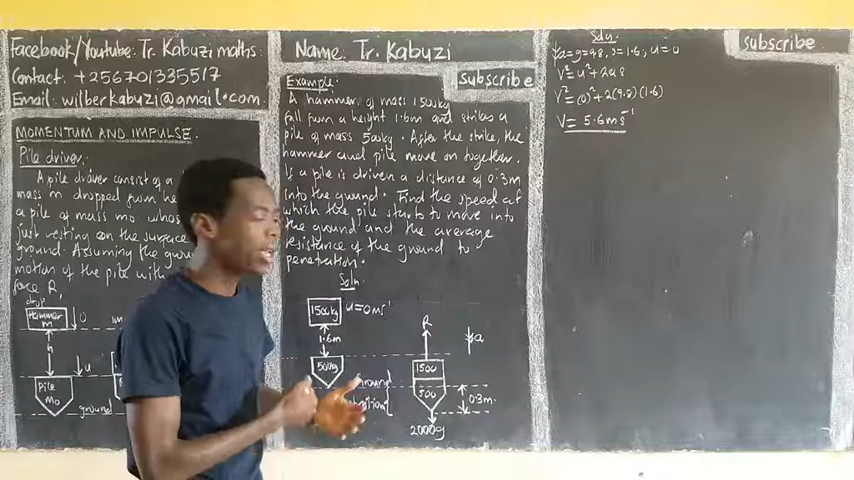 Facebook/Youtube: Tr. Kabuzi maths.
Contact: +256701335517
Email: wilberkabuzi@gmail.com
MOMENTUM AND IMPULSE
Pile driver.
A pile driver consist of a
mass m dropped from he
a pile of mass mo whos
just resting on the surface
ground. Assuming the
motion of the pile with
force R,
drop
Hammer
m
0
h
u
Pile
mo
ground
Name: Tr. Kabuzi
subscribe
Example:
A hammer of mass 1500kg
fall from a height 1.6m and strikes a
pile of mass 500kg. After the strike, the
hammer and pile move on together.
If a pile is driven a distance of 0.3m
into the ground. Find the speed at
which the pile starts to move into
the ground and the average
resistance of the ground to
penetration.
Soln.
1500kg
u=0ms⁻¹
1.6m
500kg
Ground
R
a
1500
500
0.3m
2000g
Soln.
↓a=g=9.8, s=1.6, u=0
V²=u²+2as
V²=(0)²+2(9.8)(1.6)
V= 5.6ms⁻¹
subscribe